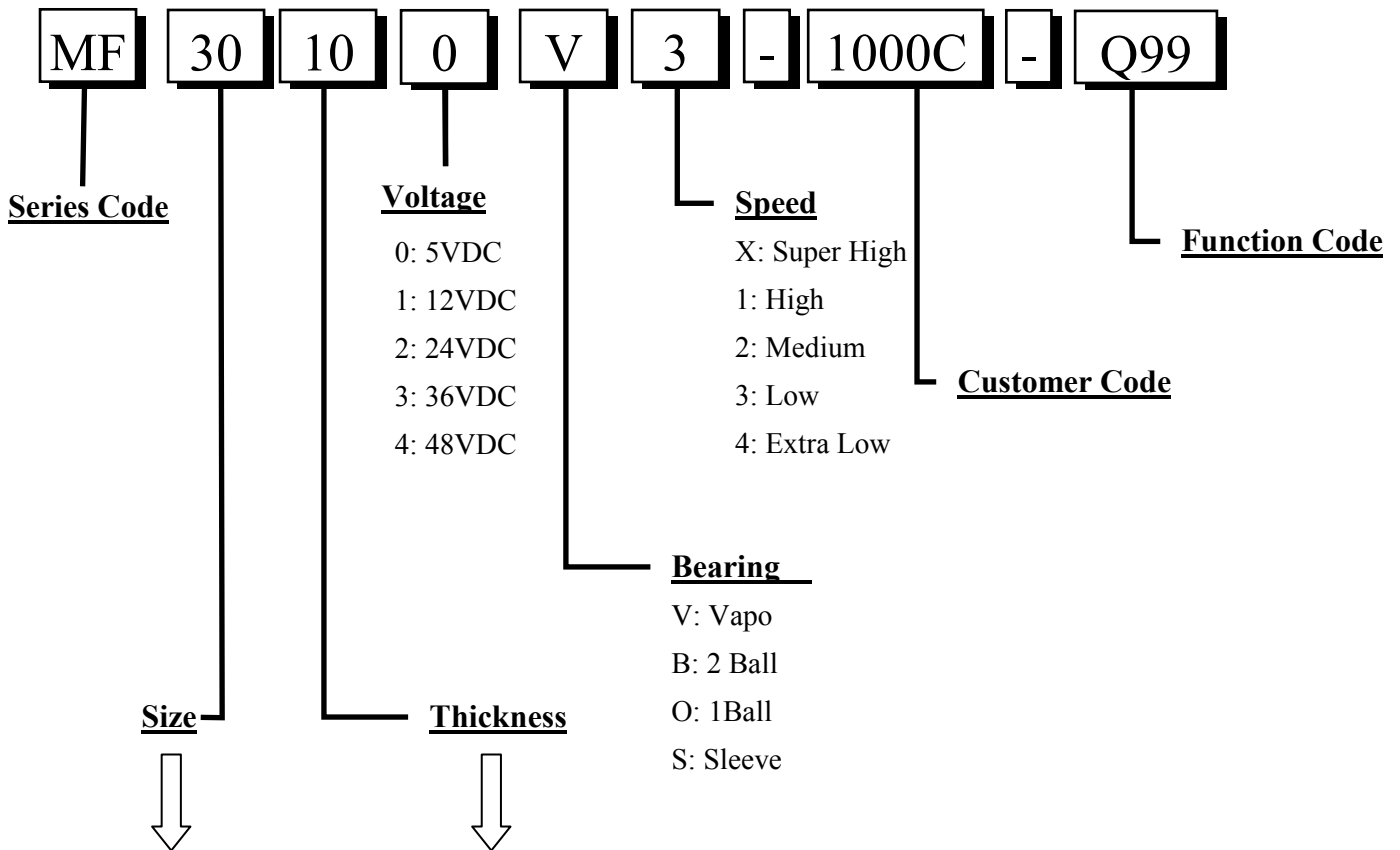 MF 30 10 0 V 3 - 1000C - Q99
Series Code
Voltage
0: 5VDC
1: 12VDC
2: 24VDC
3: 36VDC
4: 48VDC
Speed
X: Super High
1: High
2: Medium
3: Low
4: Extra Low
Function Code
Customer Code
Bearing
V: Vapo
B: 2 Ball
O: 1Ball
S: Sleeve
Size
Thickness